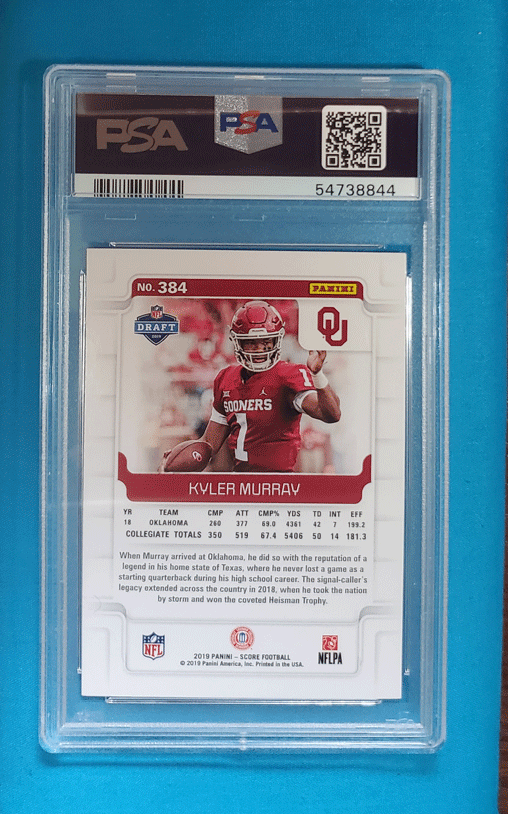 PSA PSA
54738844
NO. 384 PANINI
NFL
DRAFT
2019
OU
SOONERS
1
1
KYLER MURRAY
YR TEAM CMP ATT CMP% YDS TD INT EFF
18 OKLAHOMA 260 377 69.0 4361 42 7 199.2
COLLEGIATE TOTALS 350 519 67.4 5406 50 14 181.3
When Murray arrived at Oklahoma, he did so with the reputation of a
legend in his home state of Texas, where he never lost a game as a
starting quarterback during his high school career. The signal-caller's
legacy extended across the country in 2018, when he took the nation
by storm and won the coveted Heisman Trophy.
NFL
2019 PANINI – SCORE FOOTBALL
© 2019 Panini America, Inc. Printed in the USA.
NFLPA